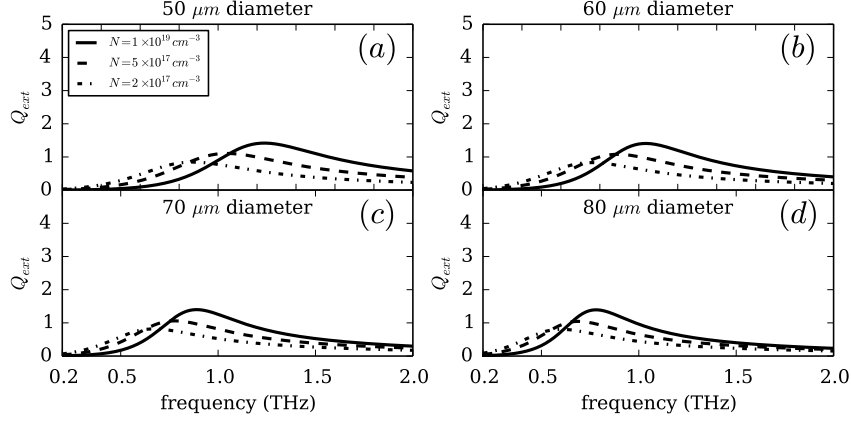 50 μm diameter
60 μm diameter
5
4
3
2
1
0
Q_ext
N=1×10^19 cm^−3
N=5×10^17 cm^−3
N=2×10^17 cm^−3
(a)
5
4
3
2
1
0
Q_ext
(b)
70 μm diameter
80 μm diameter
4
3
2
1
0
Q_ext
(c)
4
3
2
1
0
Q_ext
(d)
0.2 0.5 1.0 1.5 2.0
0.2 0.5 1.0 1.5 2.0
frequency (THz)
frequency (THz)